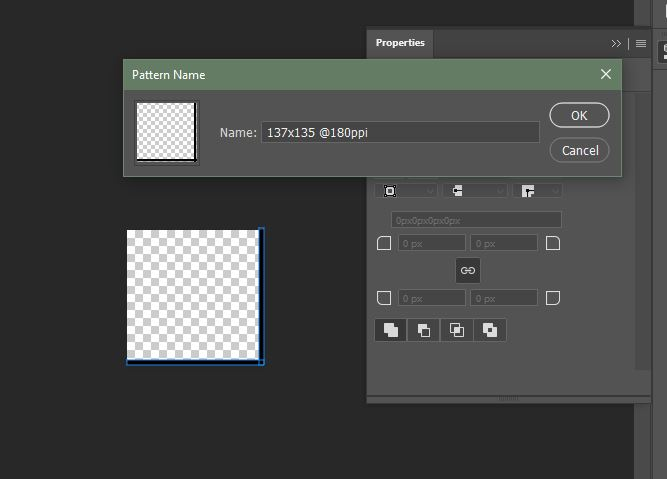 Properties
Pattern Name
Name: 137x135 @180ppi
OK
Cancel
0px0px0px0px
0 px 0 px
0 px 0 px